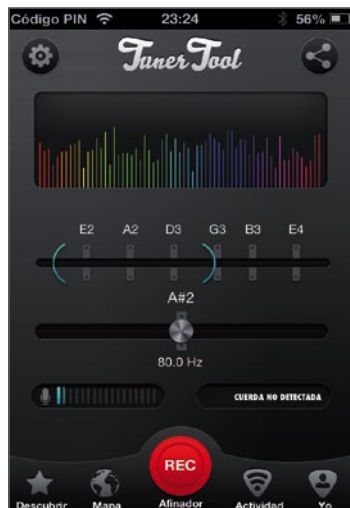 Código PIN 23:24 56%
Tuner Tool
E2 A2 D3 G3 B3 E4
A#2
80.0 Hz
CUERDA NO DETECTADA
REC
Descubrir Mapa Afinador Actividad Yo